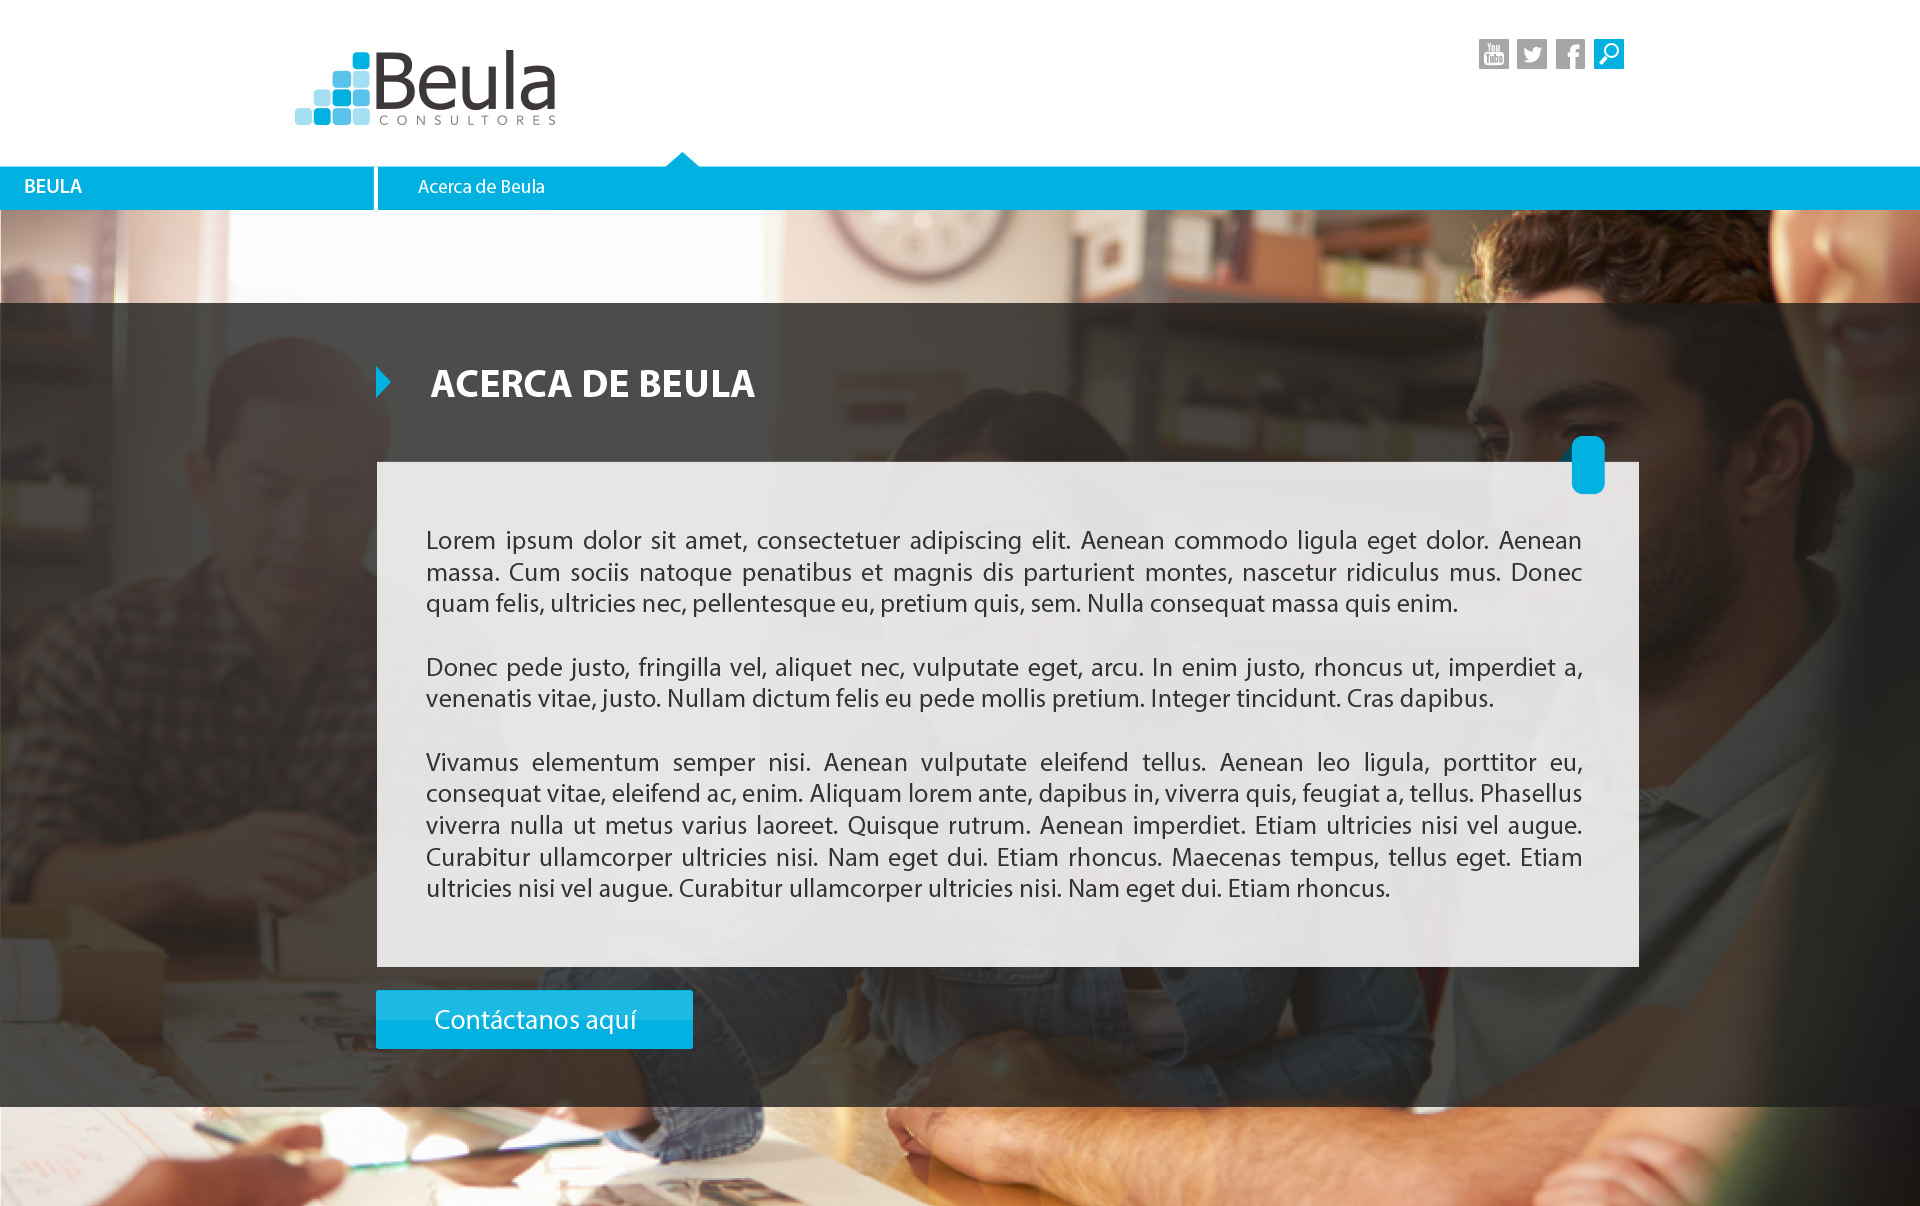 Beula
CONSULTORES
You
Tube
BEULA
Acerca de Beula
ACERCA DE BEULA
Lorem ipsum dolor sit amet, consectetuer adipiscing elit. Aenean commodo ligula eget dolor. Aenean
massa. Cum sociis natoque penatibus et magnis dis parturient montes, nascetur ridiculus mus. Donec
quam felis, ultricies nec, pellentesque eu, pretium quis, sem. Nulla consequat massa quis enim.
Donec pede justo, fringilla vel, aliquet nec, vulputate eget, arcu. In enim justo, rhoncus ut, imperdiet a,
venenatis vitae, justo. Nullam dictum felis eu pede mollis pretium. Integer tincidunt. Cras dapibus.
Vivamus elementum semper nisi. Aenean vulputate eleifend tellus. Aenean leo ligula, porttitor eu,
consequat vitae, eleifend ac, enim. Aliquam lorem ante, dapibus in, viverra quis, feugiat a, tellus. Phasellus
viverra nulla ut metus varius laoreet. Quisque rutrum. Aenean imperdiet. Etiam ultricies nisi vel augue.
Curabitur ullamcorper ultricies nisi. Nam eget dui. Etiam rhoncus. Maecenas tempus, tellus eget. Etiam
ultricies nisi vel augue. Curabitur ullamcorper ultricies nisi. Nam eget dui. Etiam rhoncus.
Contáctanos aquí